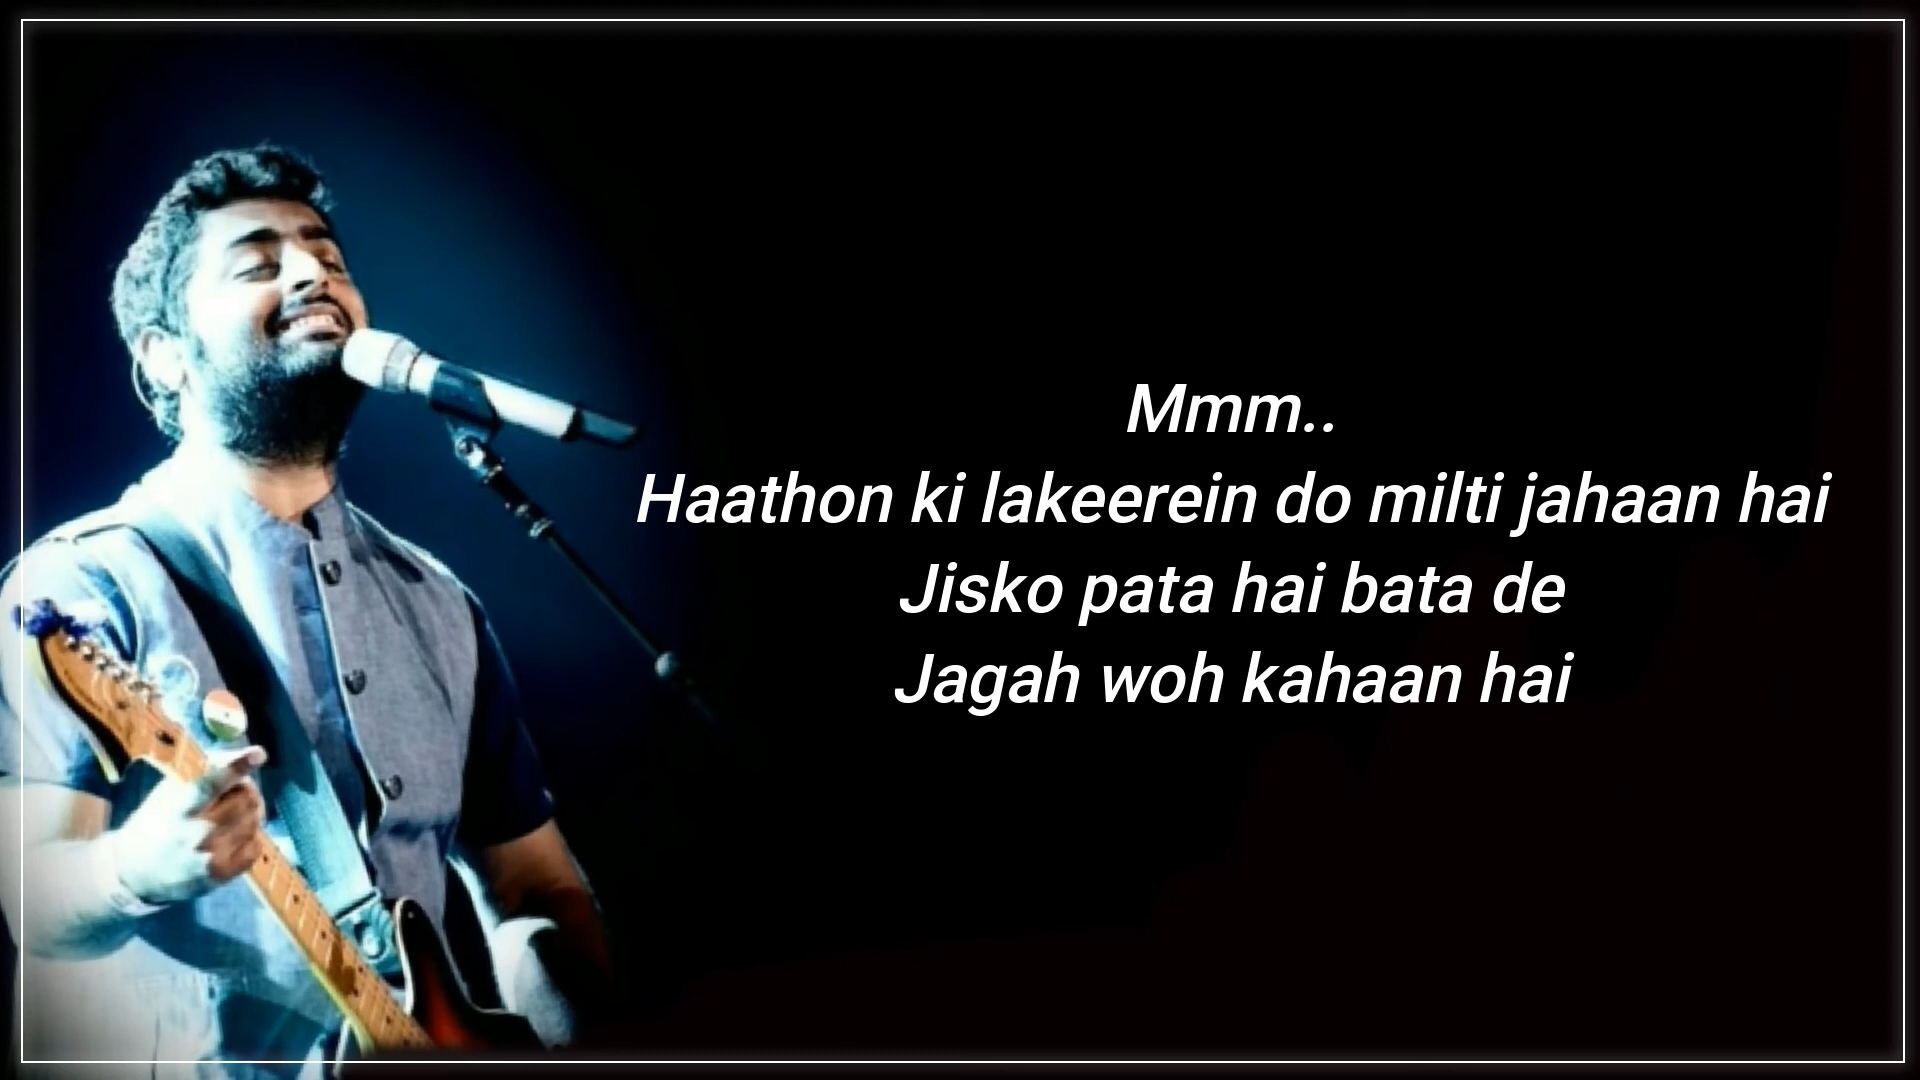 Mmm..
Haathon ki lakeerein do milti jahaan hai
Jisko pata hai bata de
Jagah woh kahaan hai